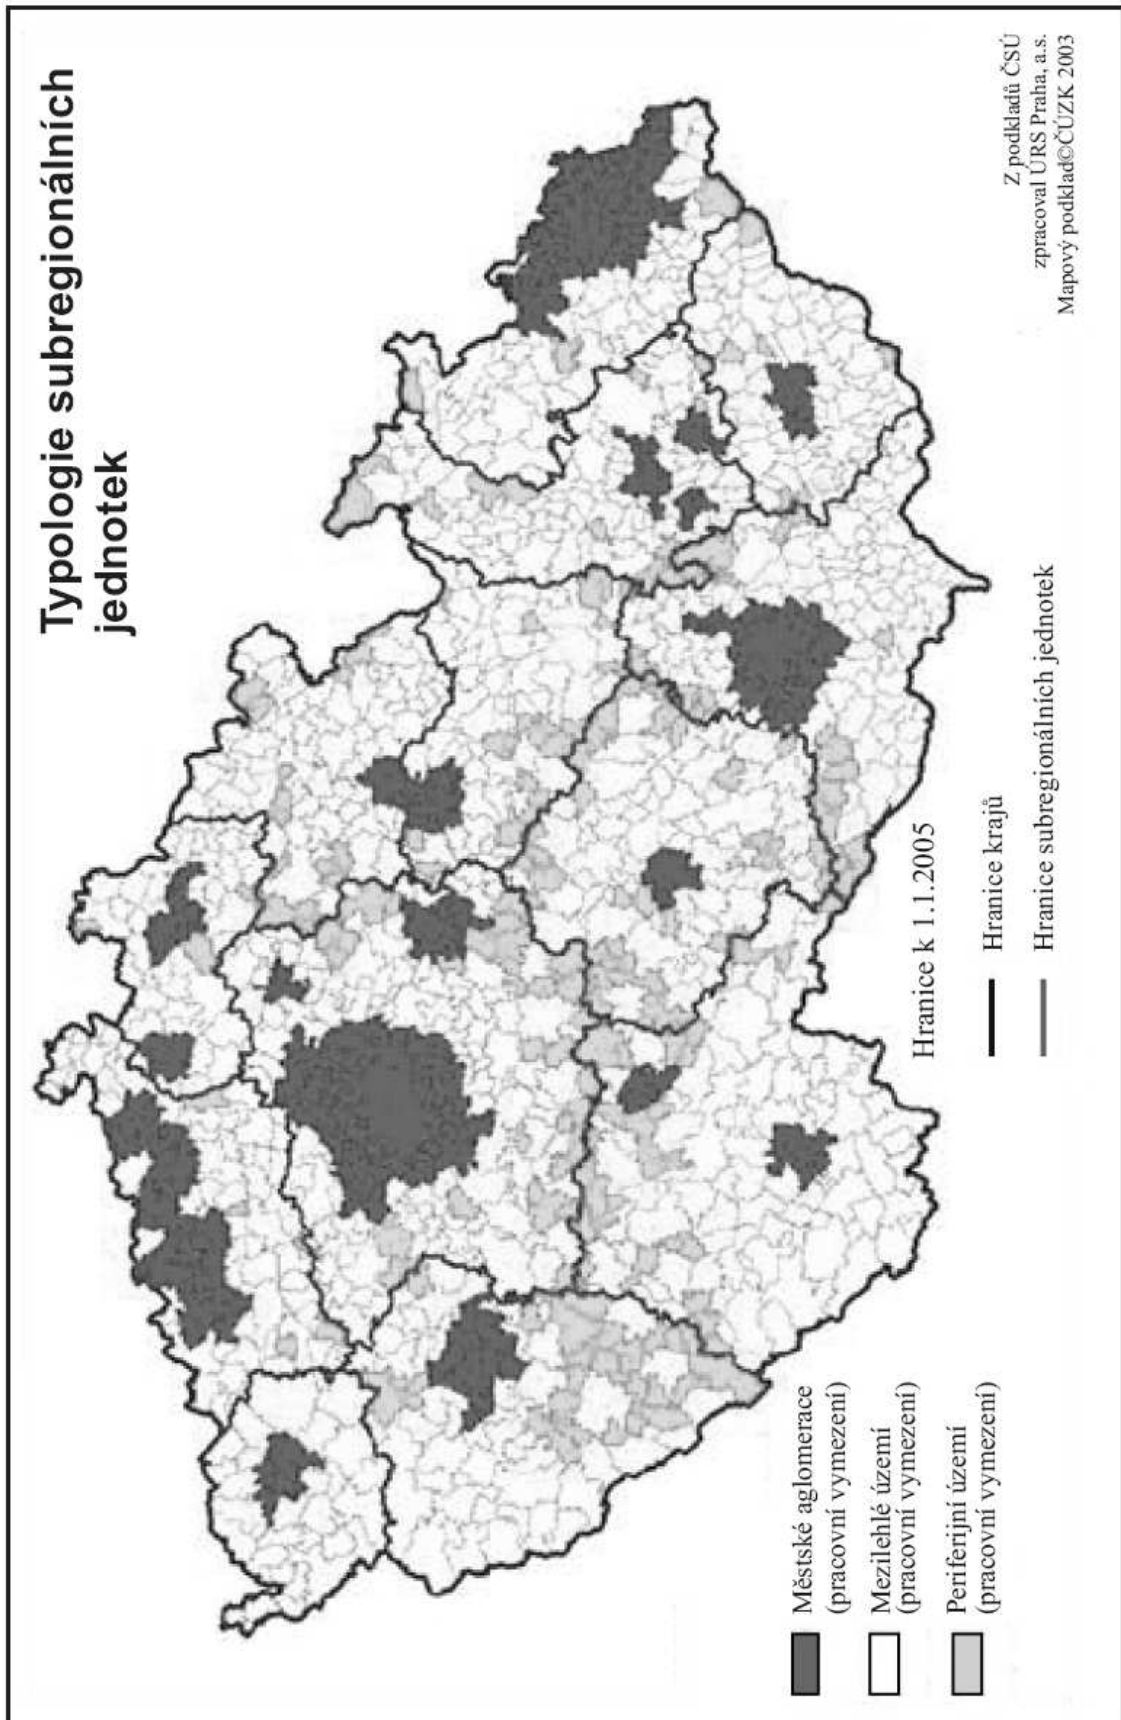 Typologie subregionálních
jednotek
Městské aglomerace
(pracovní vymezení)
Mezilehlé území
(pracovní vymezení)
Periferijní území
(pracovní vymezení)
Hranice k 1.1.2005
Hranice krajů
Hranice subregionálních jednotek
Z podkladů ČSÚ
zpracoval ÚRS Praha, a.s.
Mapový podklad©ČÚZK 2003